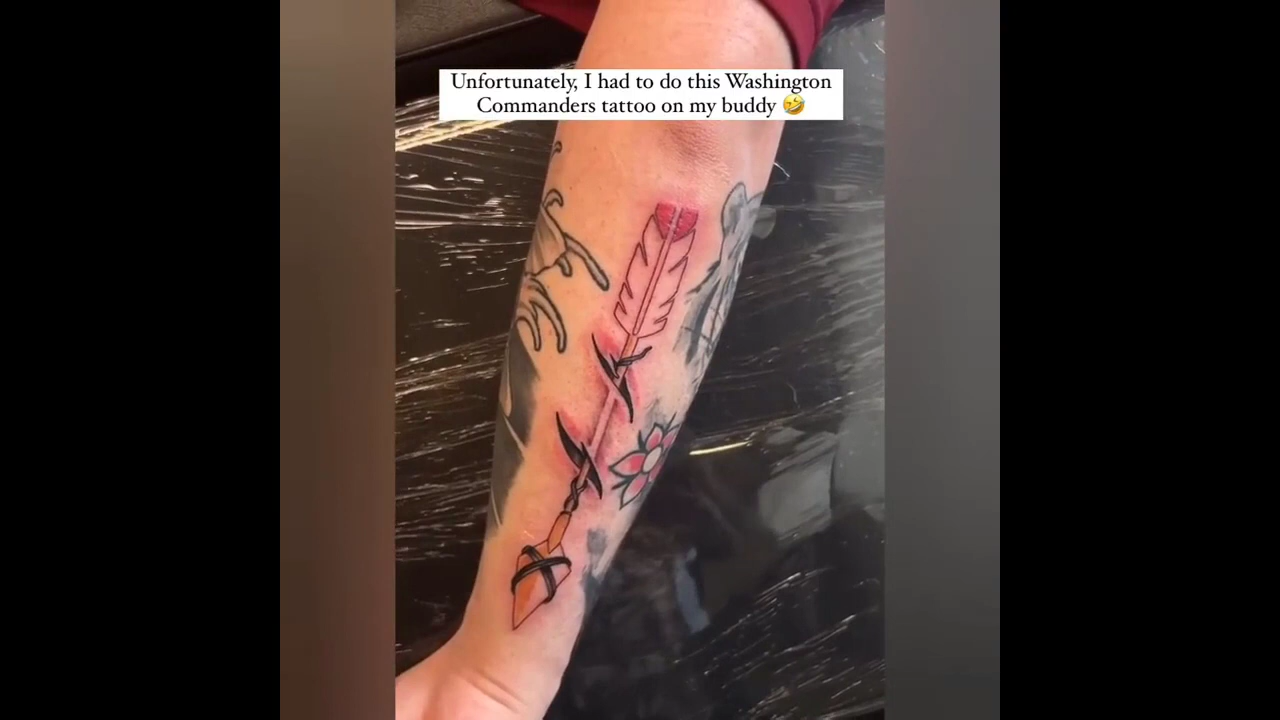 Unfortunately, I had to do this Washington
Commanders tattoo on my buddy 🤣